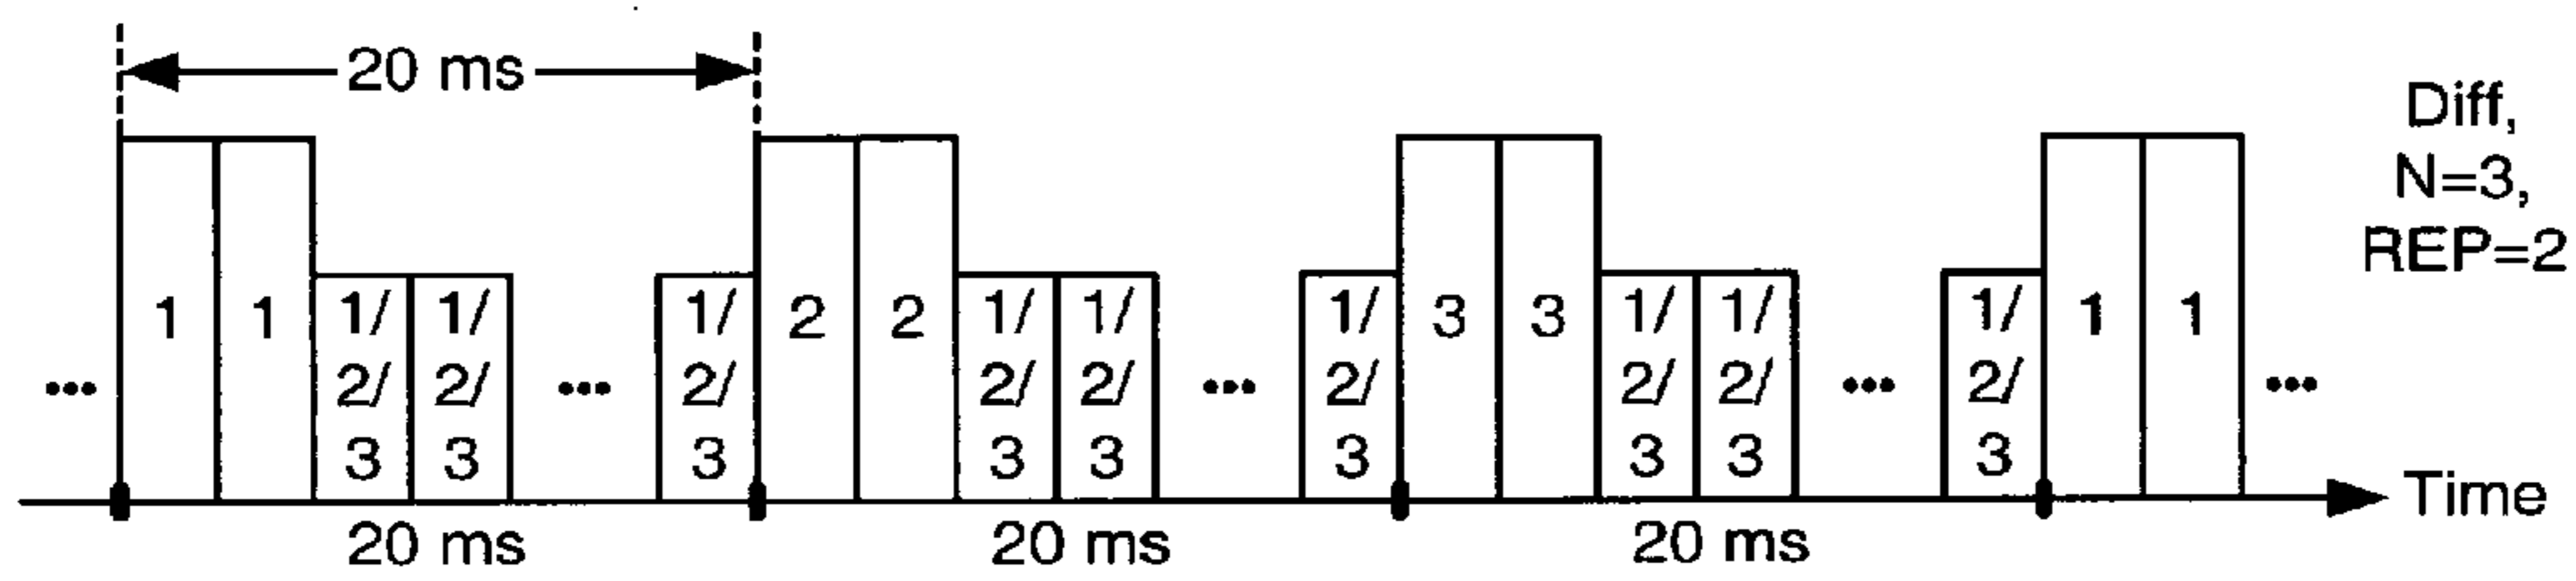 20 ms
Diff,
N=3,
REP=2
1 1 1/ 1/ ... 1/ 2 2 1/ 1/ ... 1/ 3 3 1/ 1/ ... 1/ 1 1
... 2/ 2/ 2/ 2/ 2/ 2/ 2/ 2/ 2/ ...
3 3 3 3 3 3 3 3 3
Time
20 ms 20 ms 20 ms